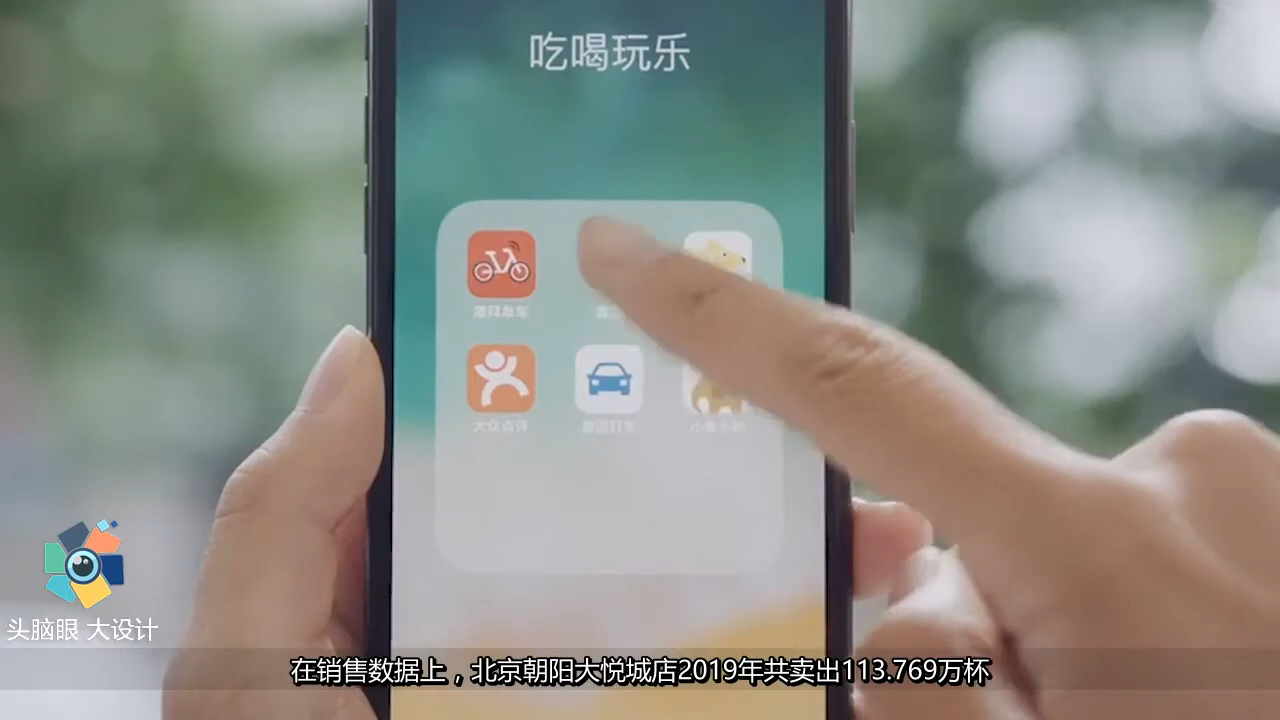 吃喝玩乐
摩拜单车
大众点评
头脑眼 大设计
在销售数据上，北京朝阳大悦城店2019年共卖出113.769万杯